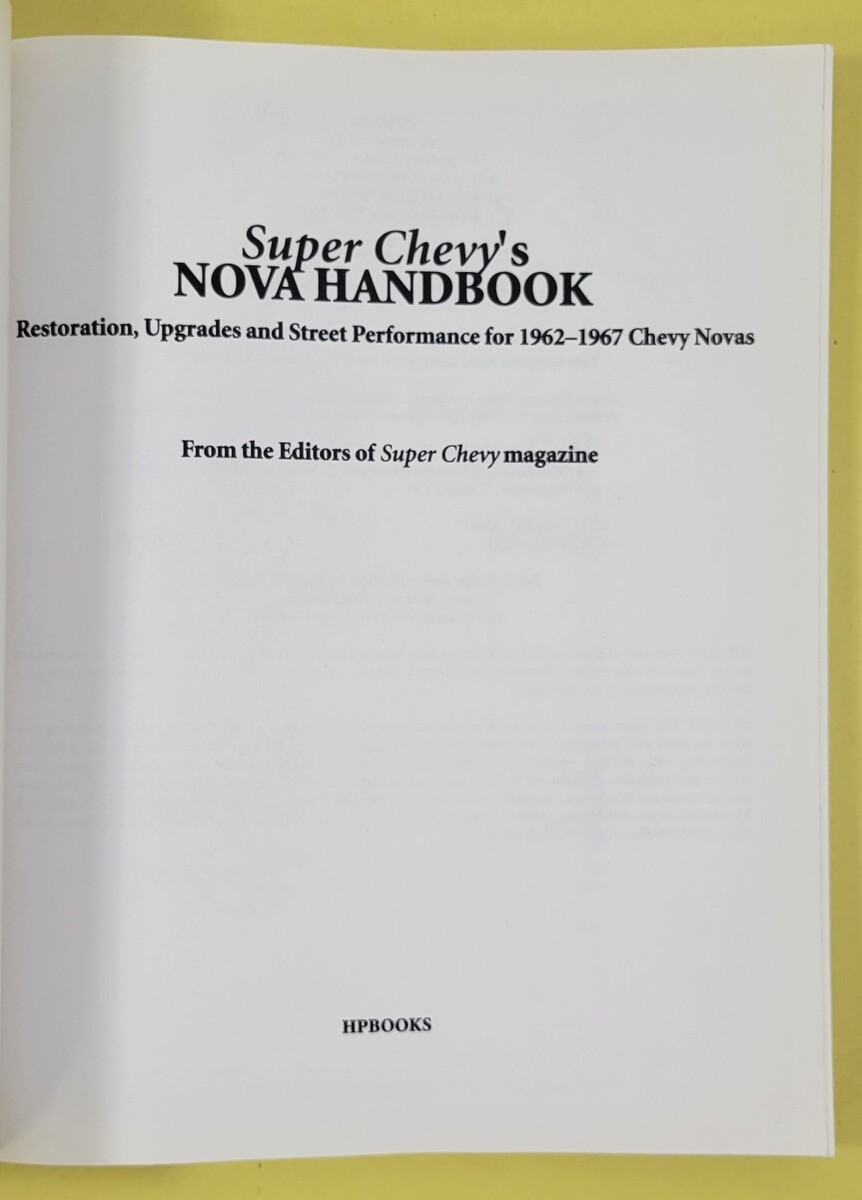 Super Chevy's
NOVA HANDBOOK
Restoration, Upgrades and Street Performance for 1962–1967 Chevy Novas
From the Editors of Super Chevy magazine
HPBOOKS